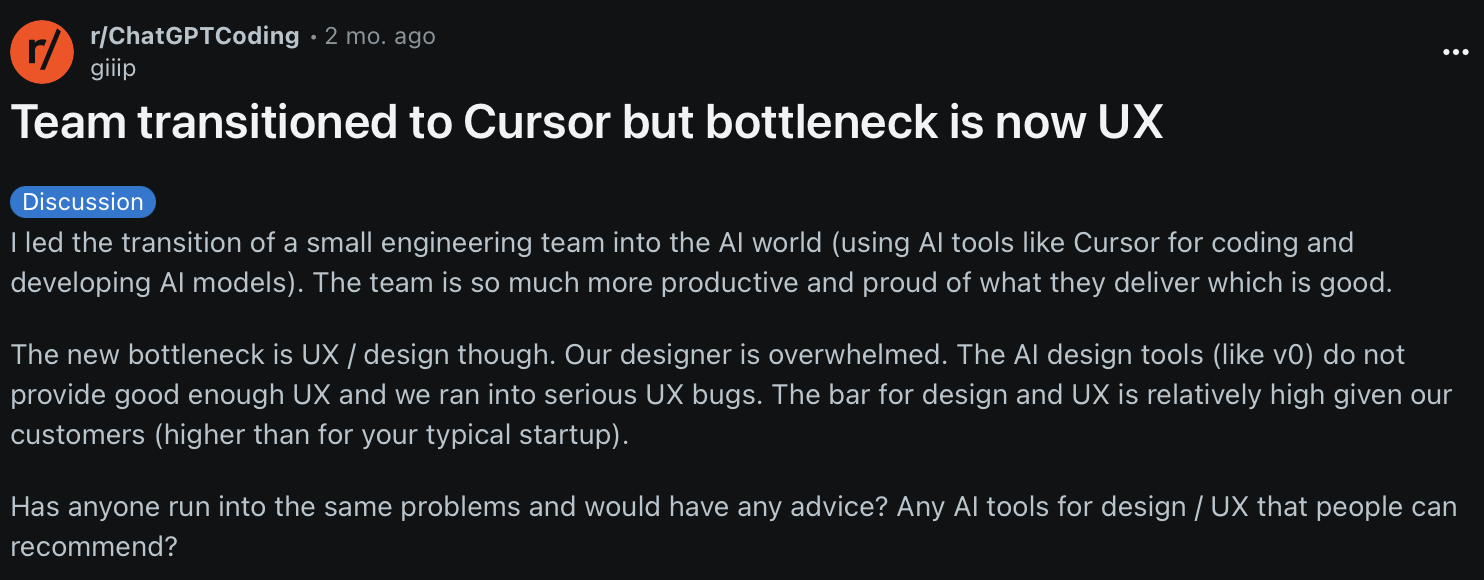 r/
r/ChatGPTCoding • 2 mo. ago
giiip
Team transitioned to Cursor but bottleneck is now UX
Discussion
I led the transition of a small engineering team into the AI world (using AI tools like Cursor for coding and
developing AI models). The team is so much more productive and proud of what they deliver which is good.
The new bottleneck is UX / design though. Our designer is overwhelmed. The AI design tools (like v0) do not
provide good enough UX and we ran into serious UX bugs. The bar for design and UX is relatively high given our
customers (higher than for your typical startup).
Has anyone run into the same problems and would have any advice? Any AI tools for design / UX that people can
recommend?